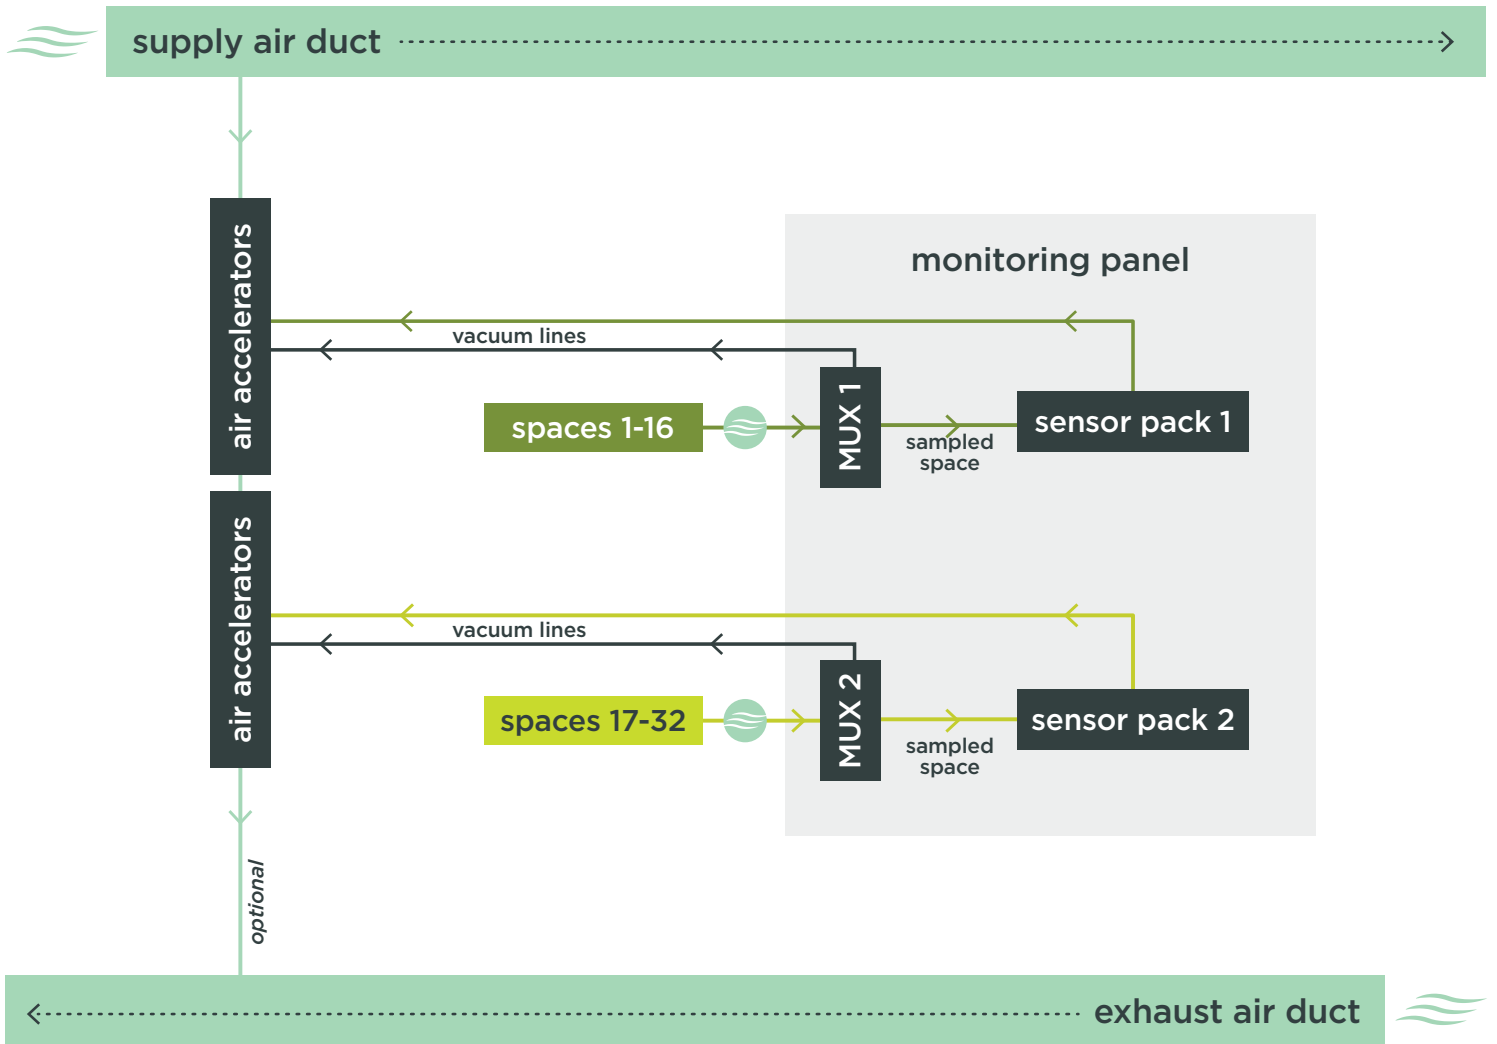 supply air duct
air accelerators
monitoring panel
vacuum lines
spaces 1-16
MUX 1
sampled
space
sensor pack 1
air accelerators
vacuum lines
spaces 17-32
MUX 2
sampled
space
sensor pack 2
optional
exhaust air duct